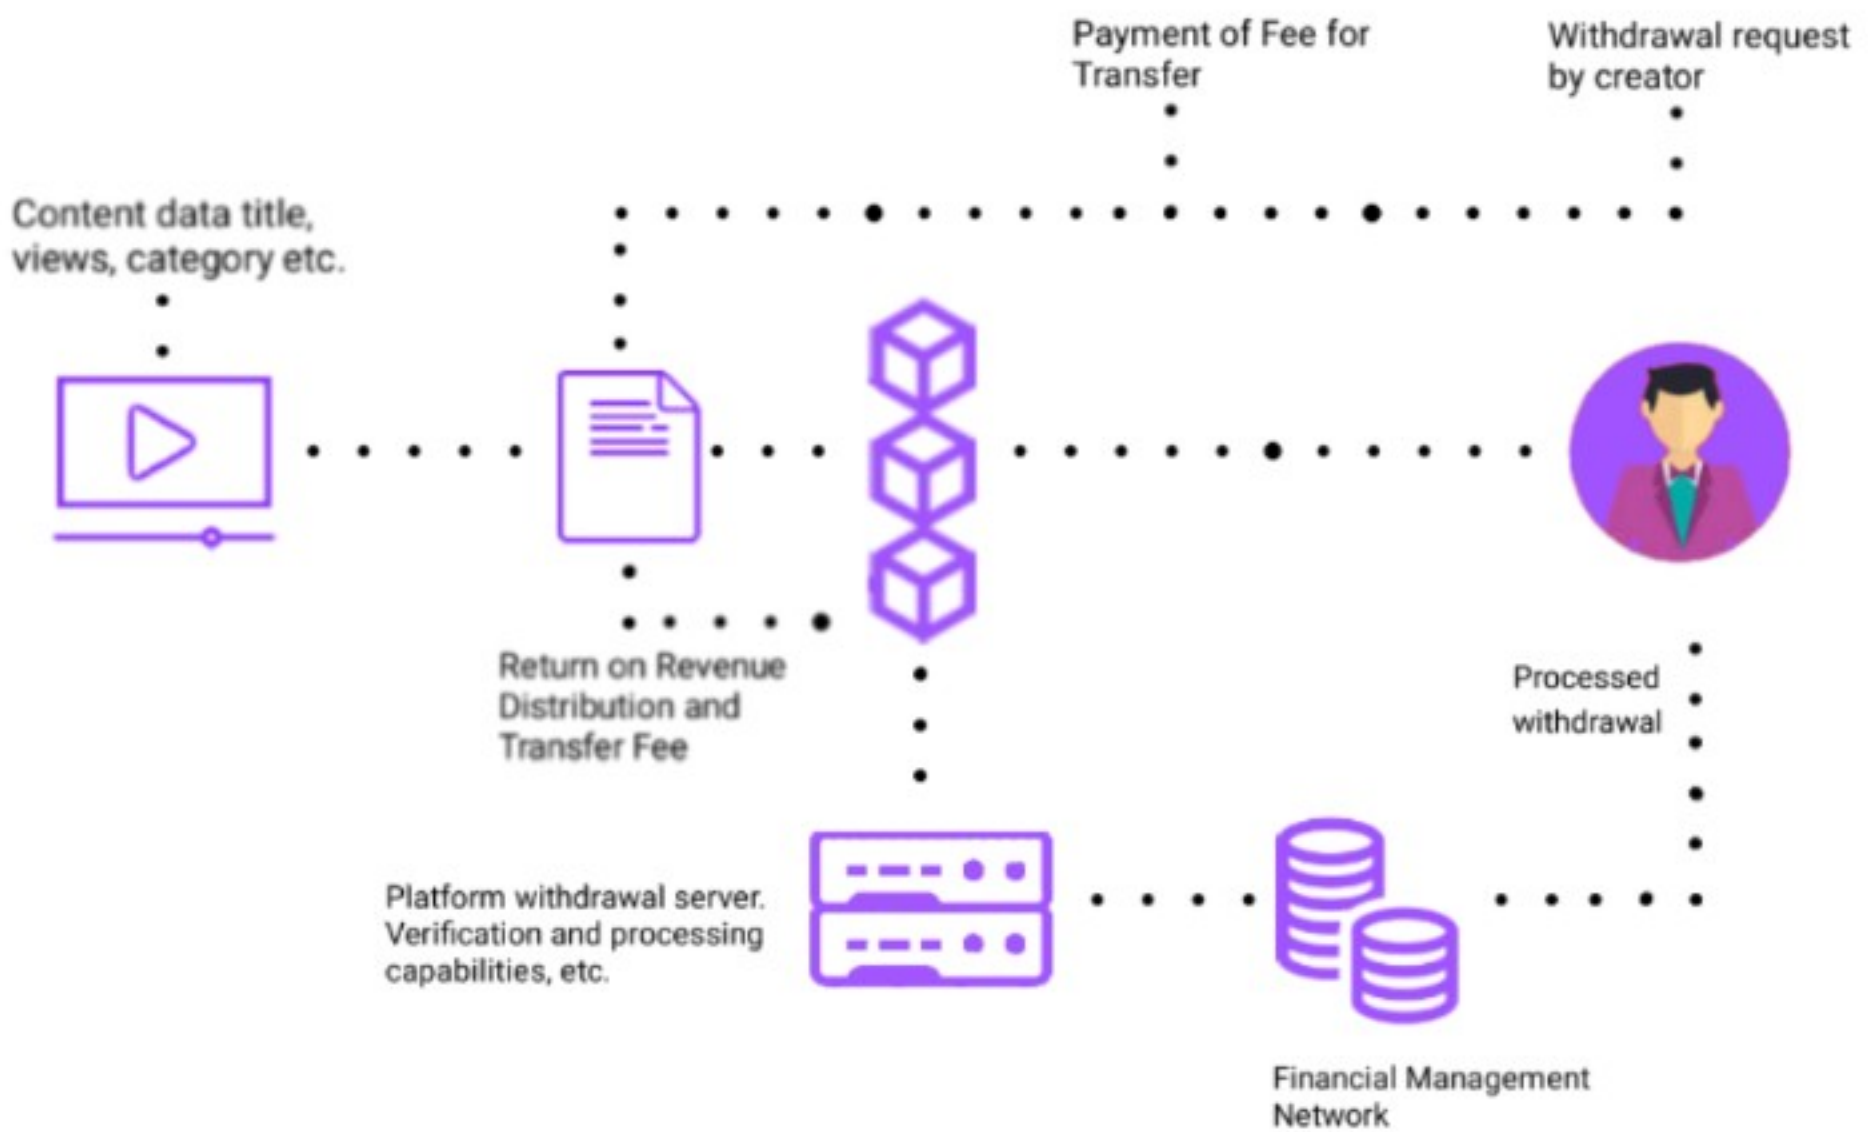 Payment of Fee for
Transfer
Withdrawal request
by creator
Content data title,
views, category etc.
Return on Revenue
Distribution and
Transfer Fee
Processed
withdrawal
Platform withdrawal server.
Verification and processing
capabilities, etc.
Financial Management
Network